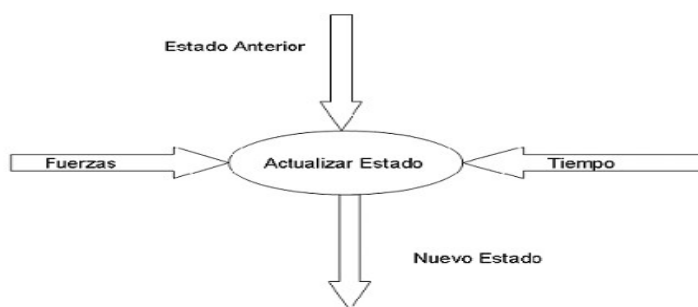 Estado Anterior
Fuerzas
Actualizar Estado
Tiempo
Nuevo Estado